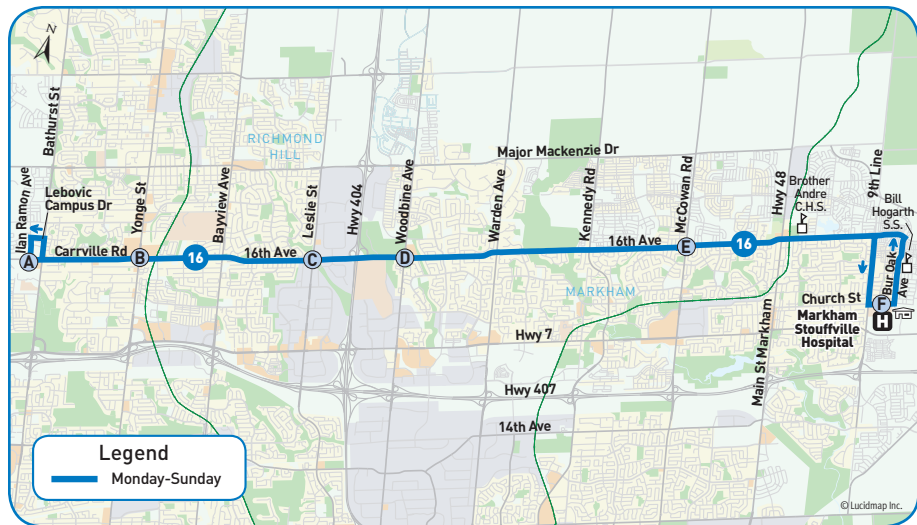 N
Bathurst St
Ilan Ramon Ave
Lebovic
Campus Dr
Carrville Rd
Yonge St
RICHMOND
HILL
Bayview Ave
Leslie St
Hwy 404
Woodbine Ave
Major Mackenzie Dr
Warden Ave
Kennedy Rd
McCowan Rd
Hwy 48
Brother
Andre
C.H.S.
9th Line
Bill
Hogarth
S.S.
A
B
16
16th Ave
C
D
16th Ave
E
16
MARKHAM
Bur Oak
Ave
Church St
F
H
Markham
Stouffville
Hospital
Hwy 7
Main St Markham
Hwy 407
14th Ave
Legend
Monday-Sunday
© Lucidmap Inc.